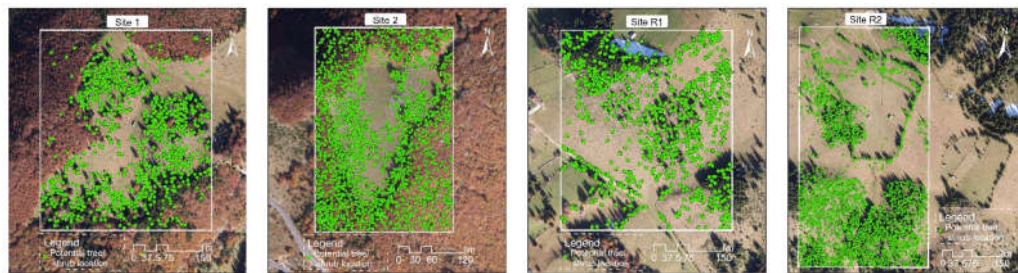 Site 1
Legend
Potential tree/
shrub location
0 37.5 75 150
Site 2
Legend
Potential tree/
shrub location
0 30 60 120
Site R1
Legend
Potential tree/
shrub location
0 37.5 75 150
Site R2
Legend
Potential tree/
shrub location
0 37.5 75 150